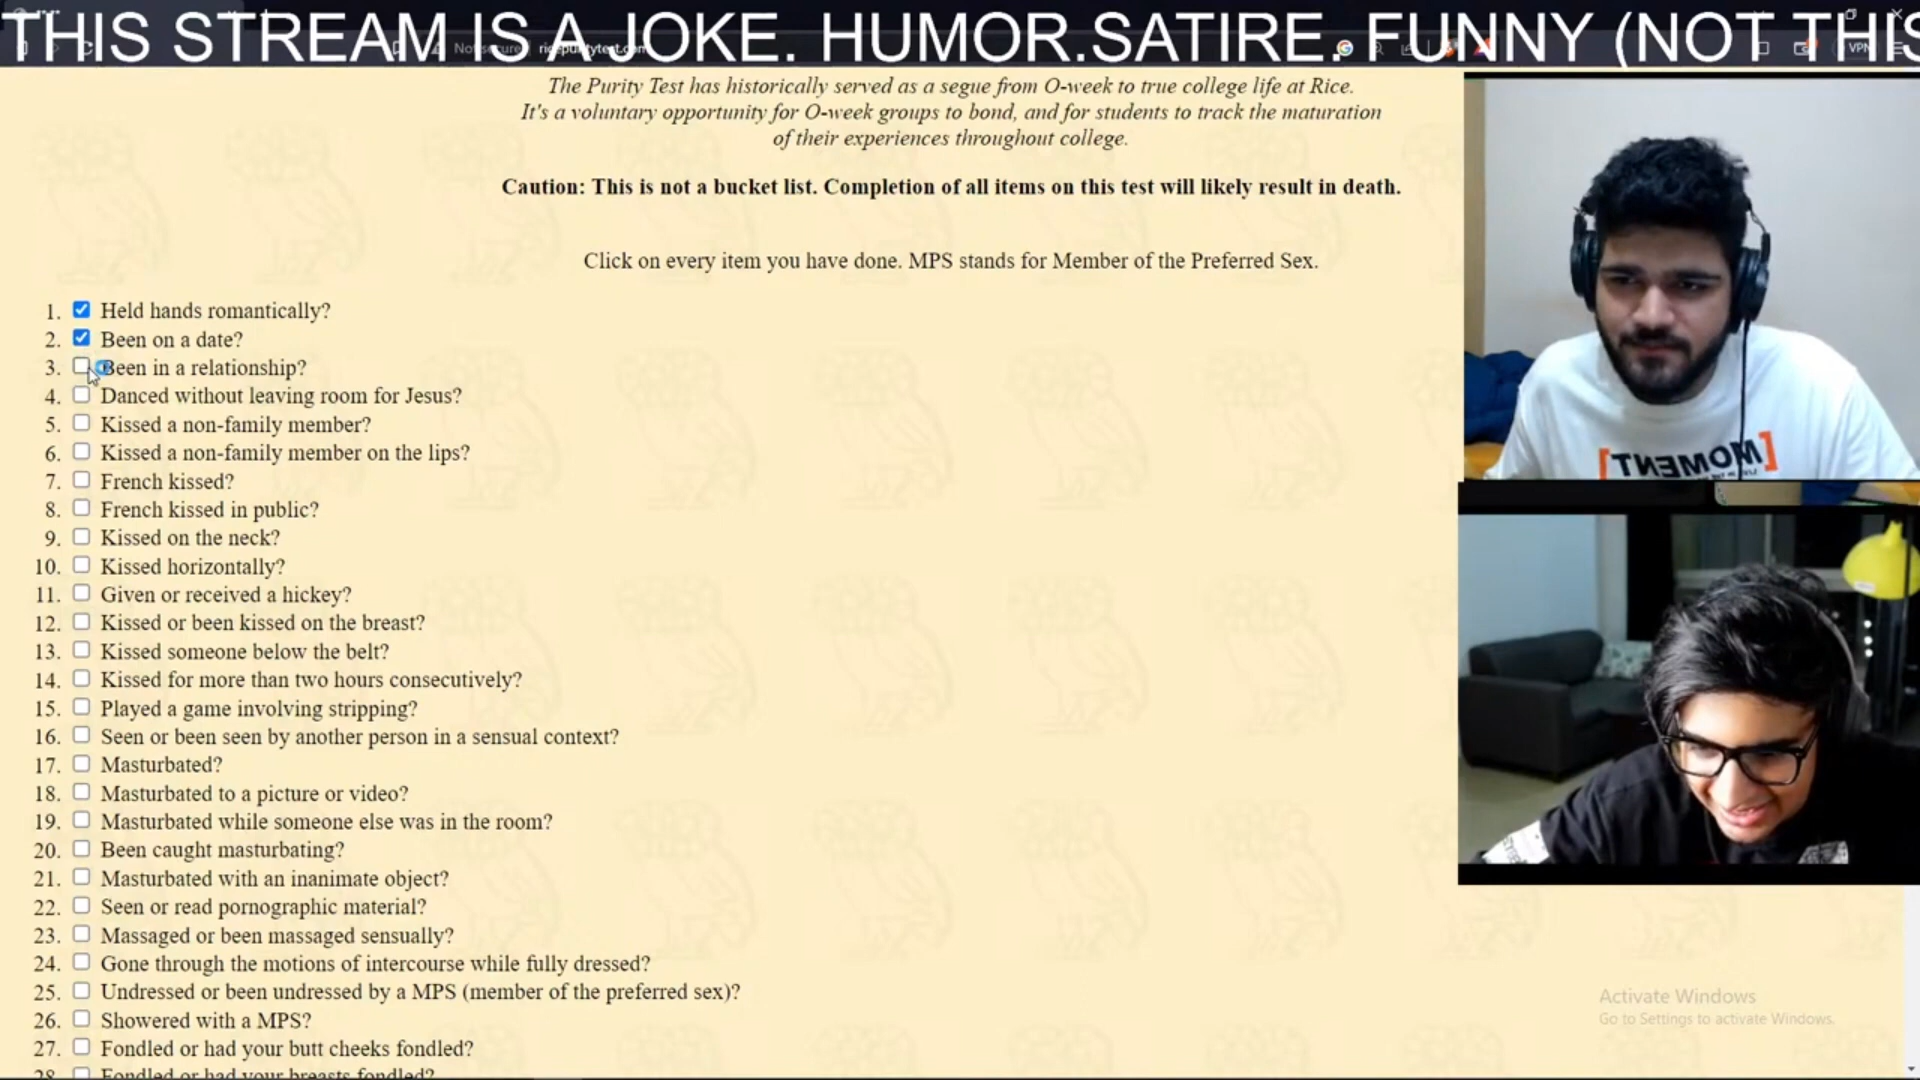 THIS STREAM IS A JOKE. HUMOR.SATIRE. FUNNY (NOT THIS
Not secure
VPN
The Purity Test has historically served as a segue from O-week to true college life at Rice.
It's a voluntary opportunity for O-week groups to bond, and for students to track the maturation
of their experiences throughout college.
Caution: This is not a bucket list. Completion of all items on this test will likely result in death.
Click on every item you have done. MPS stands for Member of the Preferred Sex.
1. Held hands romantically?
2. Been on a date?
3. Been in a relationship?
4. Danced without leaving room for Jesus?
5. Kissed a non-family member?
6. Kissed a non-family member on the lips?
7. French kissed?
8. French kissed in public?
9. Kissed on the neck?
10. Kissed horizontally?
11. Given or received a hickey?
12. Kissed or been kissed on the breast?
13. Kissed someone below the belt?
14. Kissed for more than two hours consecutively?
15. Played a game involving stripping?
16. Seen or been seen by another person in a sensual context?
17. Masturbated?
18. Masturbated to a picture or video?
19. Masturbated while someone else was in the room?
20. Been caught masturbating?
21. Masturbated with an inanimate object?
22. Seen or read pornographic material?
23. Massaged or been massaged sensually?
24. Gone through the motions of intercourse while fully dressed?
25. Undressed or been undressed by a MPS (member of the preferred sex)?
26. Showered with a MPS?
27. Fondled or had your butt cheeks fondled?
28. Fondled or had your breasts fondled?
[MOMENT]
Activate Windows
Go to Settings to activate Windows.